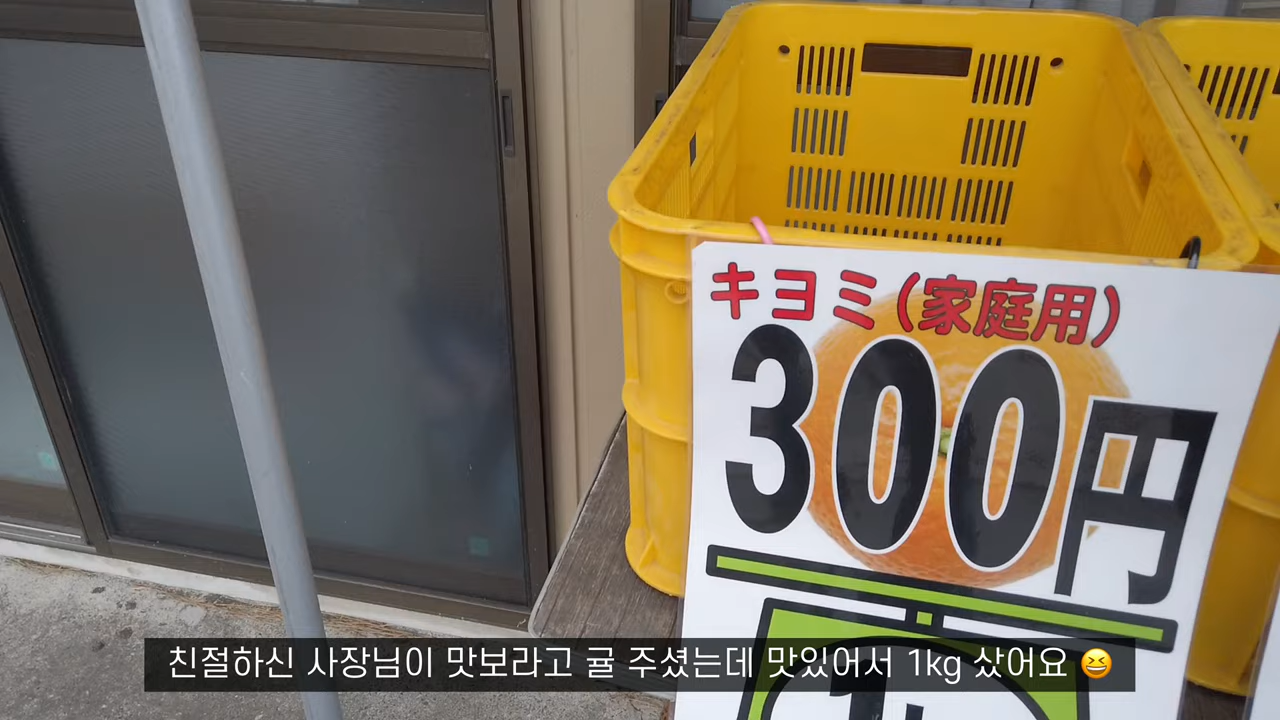 キヨミ(家庭用)
300円
친절하신 사장님이 맛보라고 귤 주셨는데 맛있어서 1kg 샀어요 😆